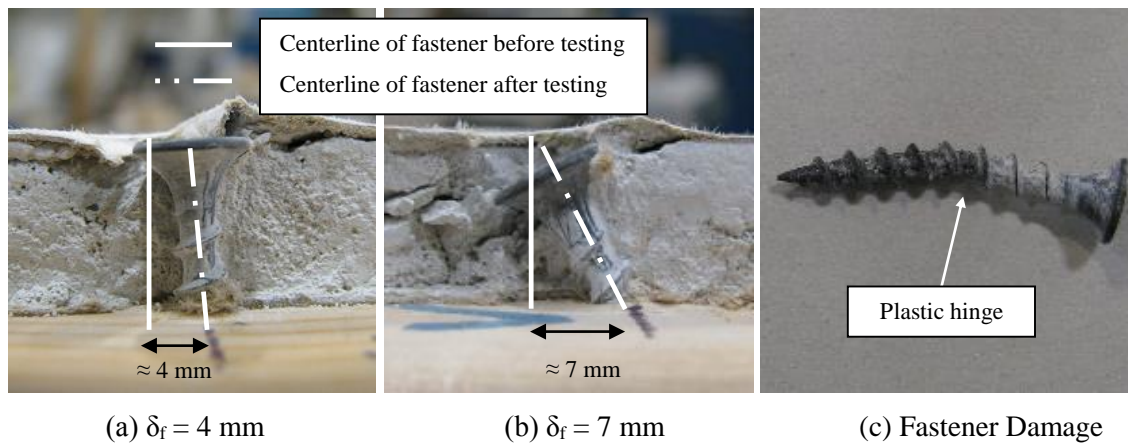 Centerline of fastener before testing
Centerline of fastener after testing
≈ 4 mm
≈ 7 mm
Plastic hinge
(a) δf = 4 mm
(b) δf = 7 mm
(c) Fastener Damage